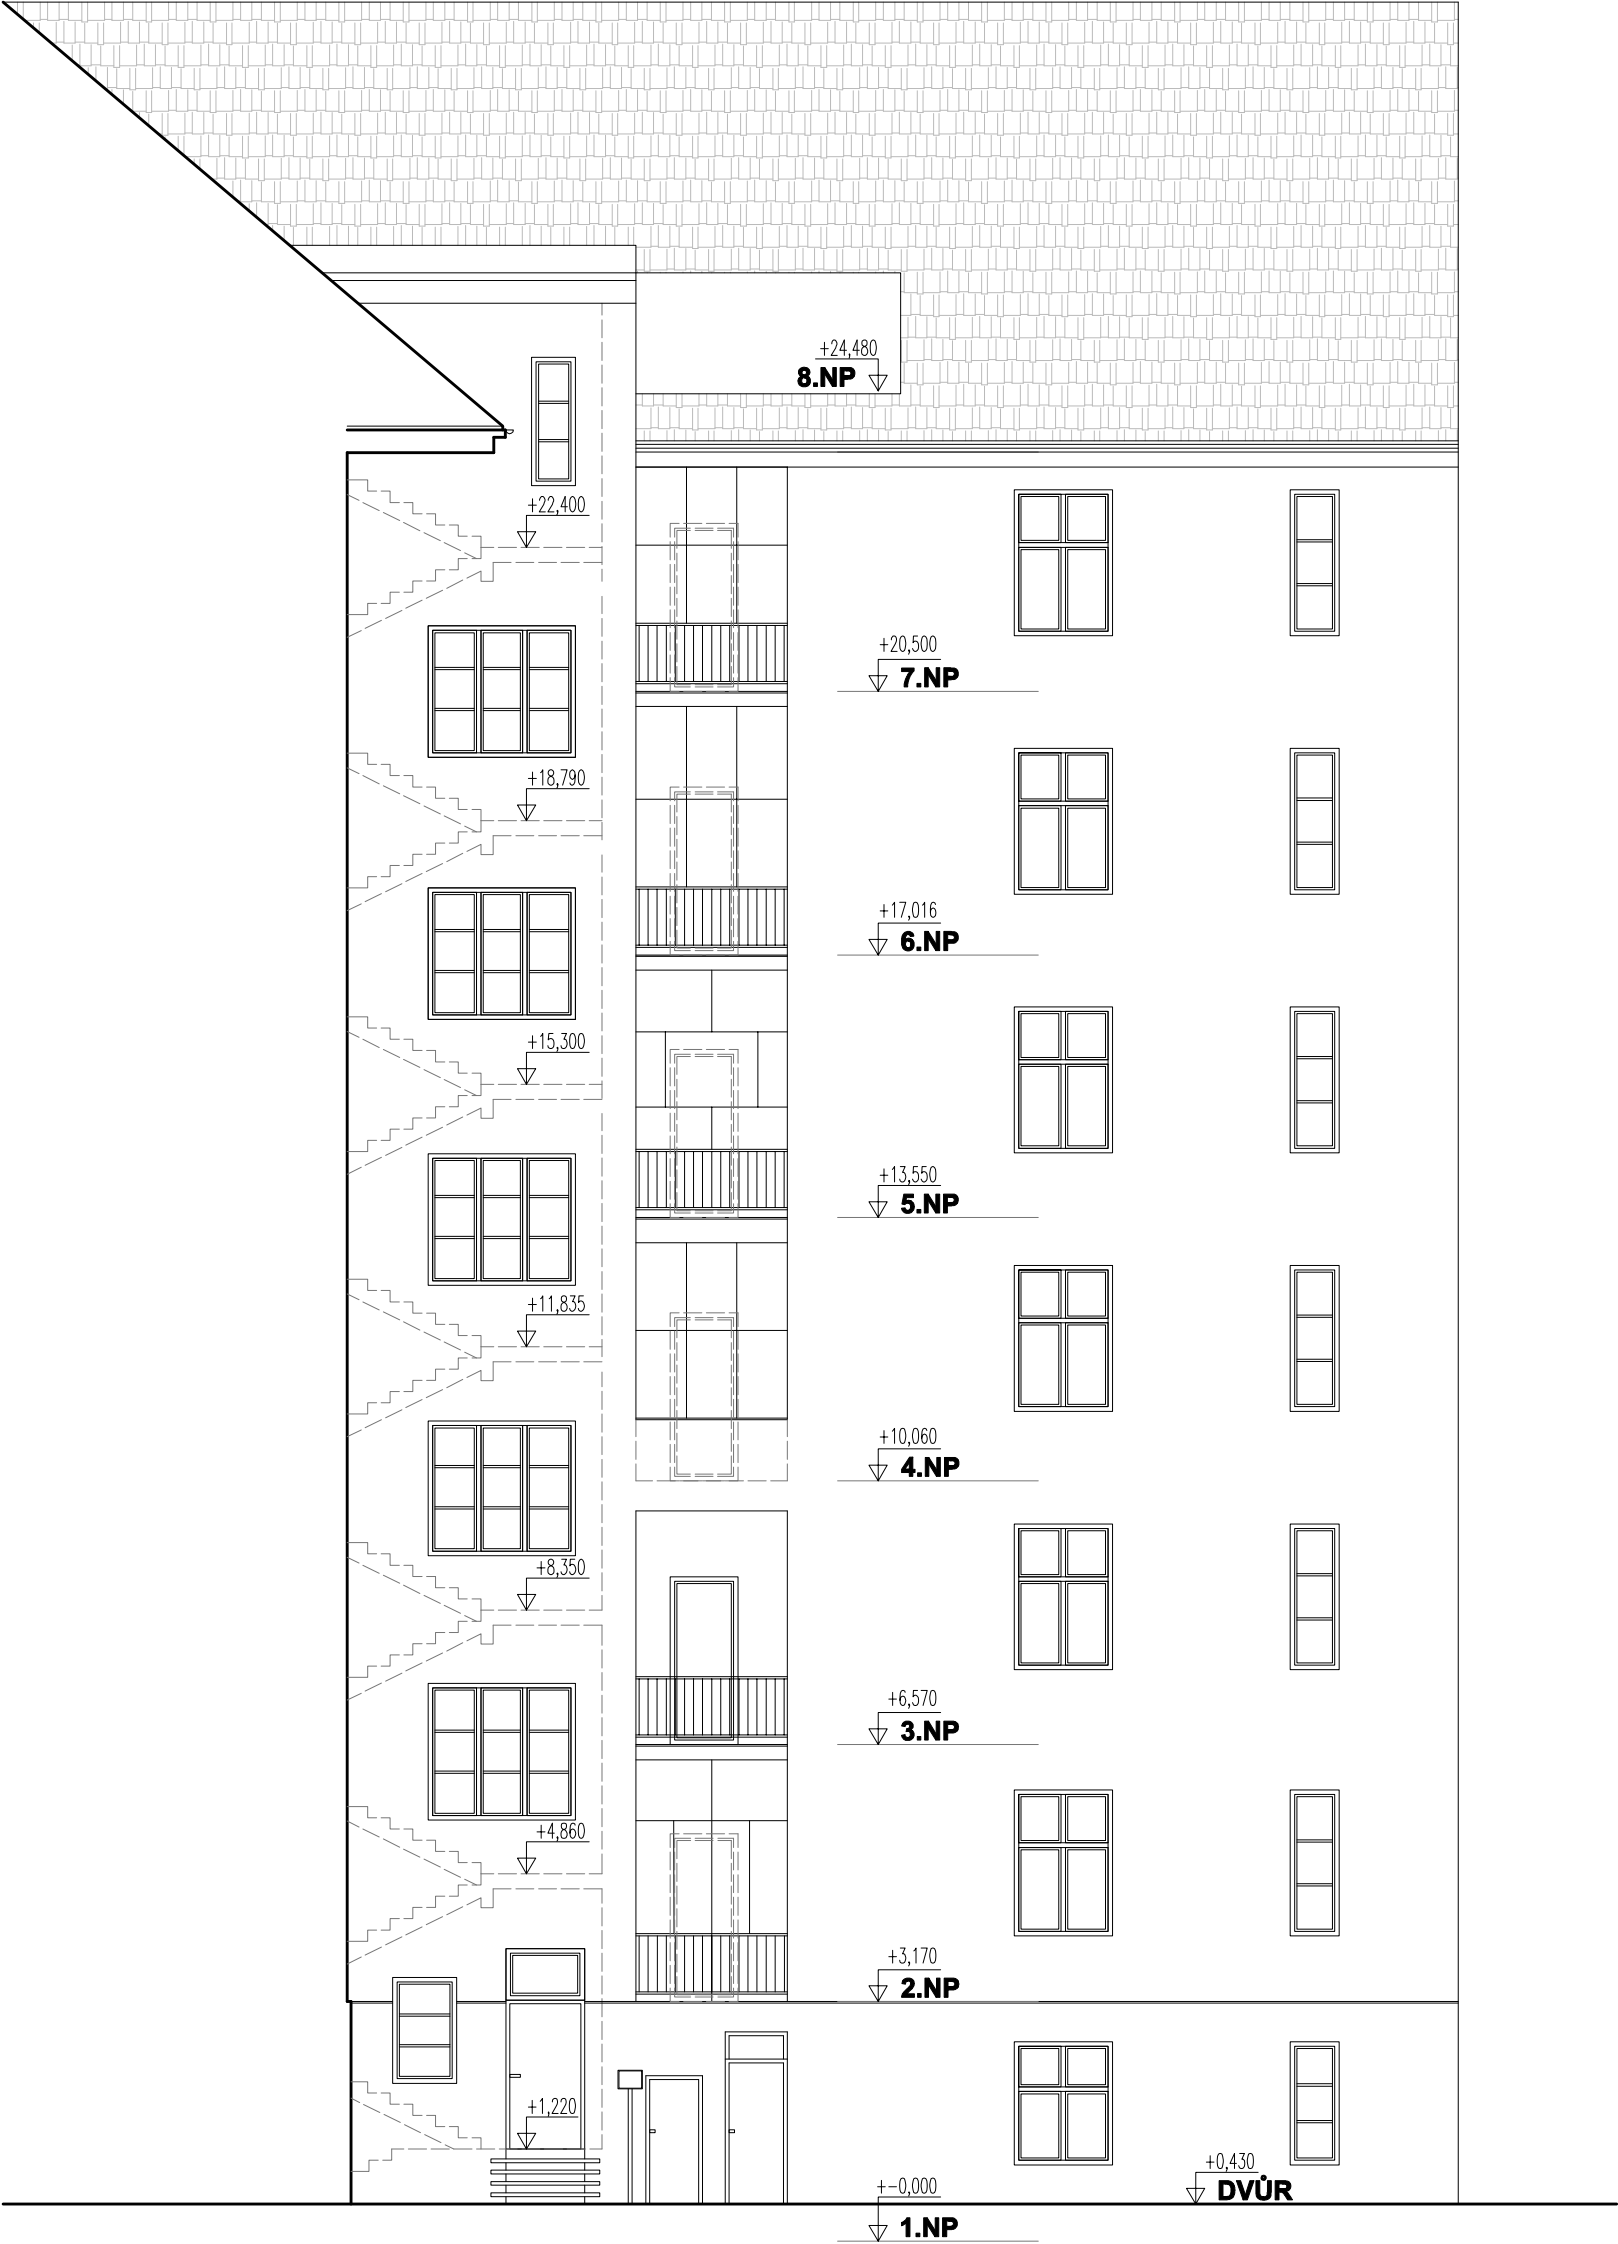 +24,480
8.NP
+22,400
+20,500
7.NP
+18,790
+17,016
6.NP
+15,300
+13,550
5.NP
+11,835
+10,060
4.NP
+8,350
+6,570
3.NP
+4,860
+3,170
2.NP
+1,220
+0,430
DVŮR
+-0,000
1.NP